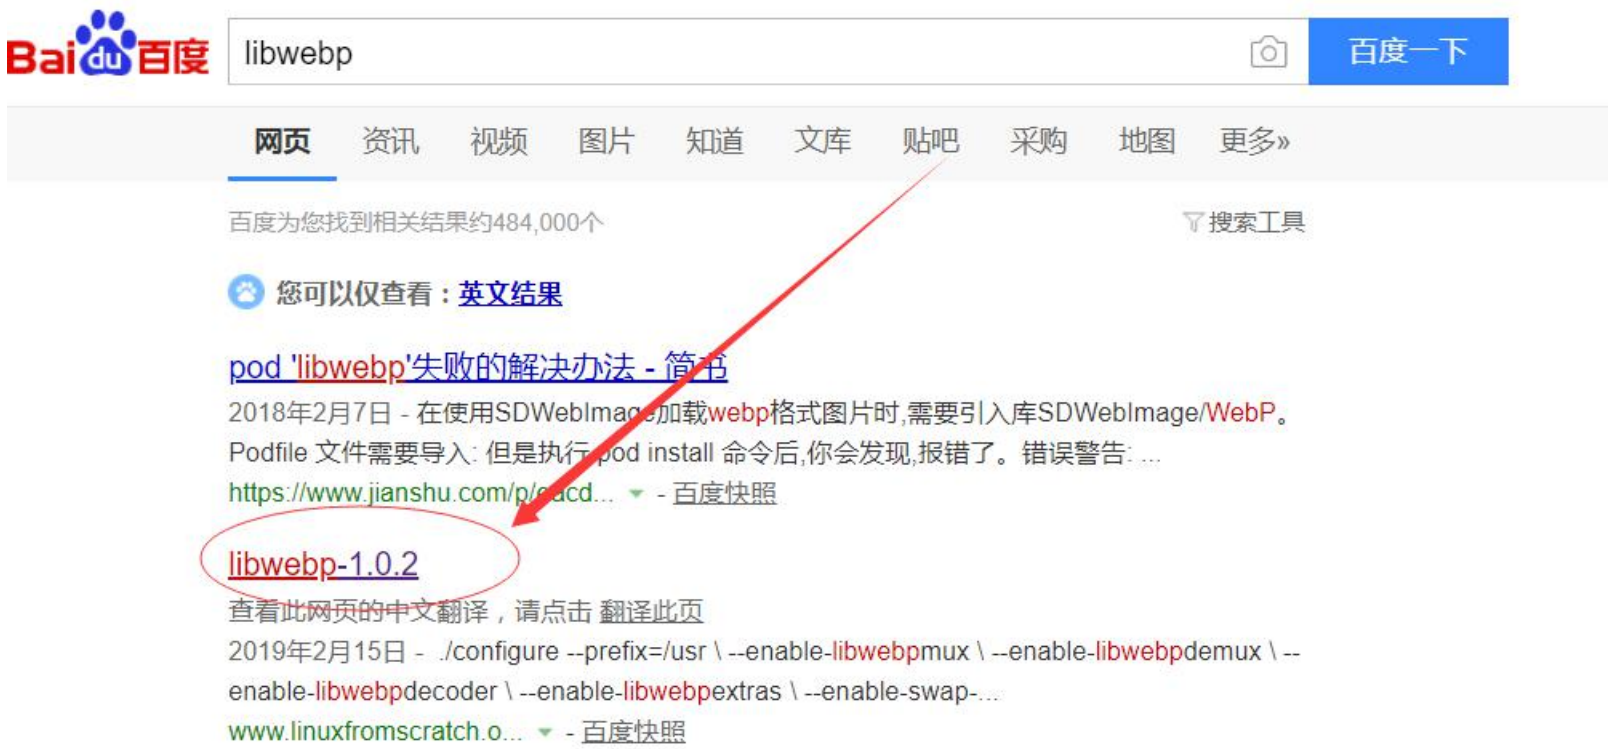 Bai du 百度
libwebp
百度一下
网页 资讯 视频 图片 知道 文库 贴吧 采购 地图 更多»
百度为您找到相关结果约484,000个
搜索工具
您可以仅查看：英文结果
pod 'libwebp'失败的解决办法 - 简书
2018年2月7日 - 在使用SDWebImage加载webp格式图片时,需要引入库SDWebImage/WebP。
Podfile 文件需要导入: 但是执行 pod install 命令后,你会发现,报错了。错误警告: ...
https://www.jianshu.com/p/eacd... - 百度快照
libwebp-1.0.2
查看此网页的中文翻译，请点击 翻译此页
2019年2月15日 - ./configure --prefix=/usr \ --enable-libwebpmux \ --enable-libwebpdemux \ --
enable-libwebpdecoder \ --enable-libwebpextras \ --enable-swap-...
www.linuxfromscratch.o... - 百度快照